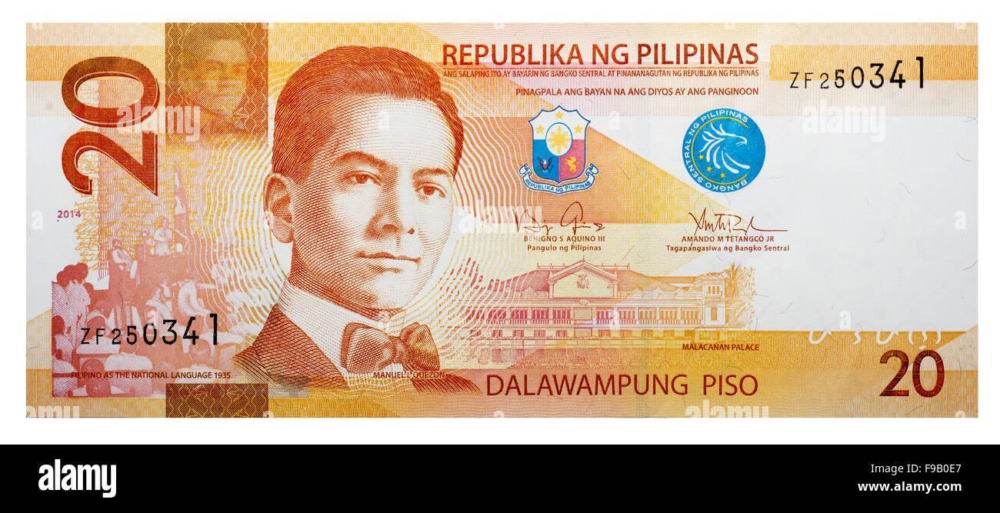 20
REPUBLIKA NG PILIPINAS
ANG SALAPING ITO AY BAYARIN NG BANGKO SENTRAL AT PINANANAGUTAN NG REPUBLIKA NG PILIPINAS
PINAGPALA ANG BAYAN NA ANG DIYOS AY ANG PANGINOON
ZF250341
REPUBLIKA NG PILIPINAS
BANGKO SENTRAL NG PILIPINAS
2014
BENIGNO S AQUINO III
Pangulo ng Pilipinas
AMANDO M TETANGCO JR
Tagapangasiwa ng Bangko Sentral
ZF250341
MALACAÑAN PALACE
FILIPINO AS THE NATIONAL LANGUAGE 1935
MANUEL L QUEZON
DALAWAMPUNG PISO
20
alamy
alamy stock photo
F9B0E7
www.alamy.com